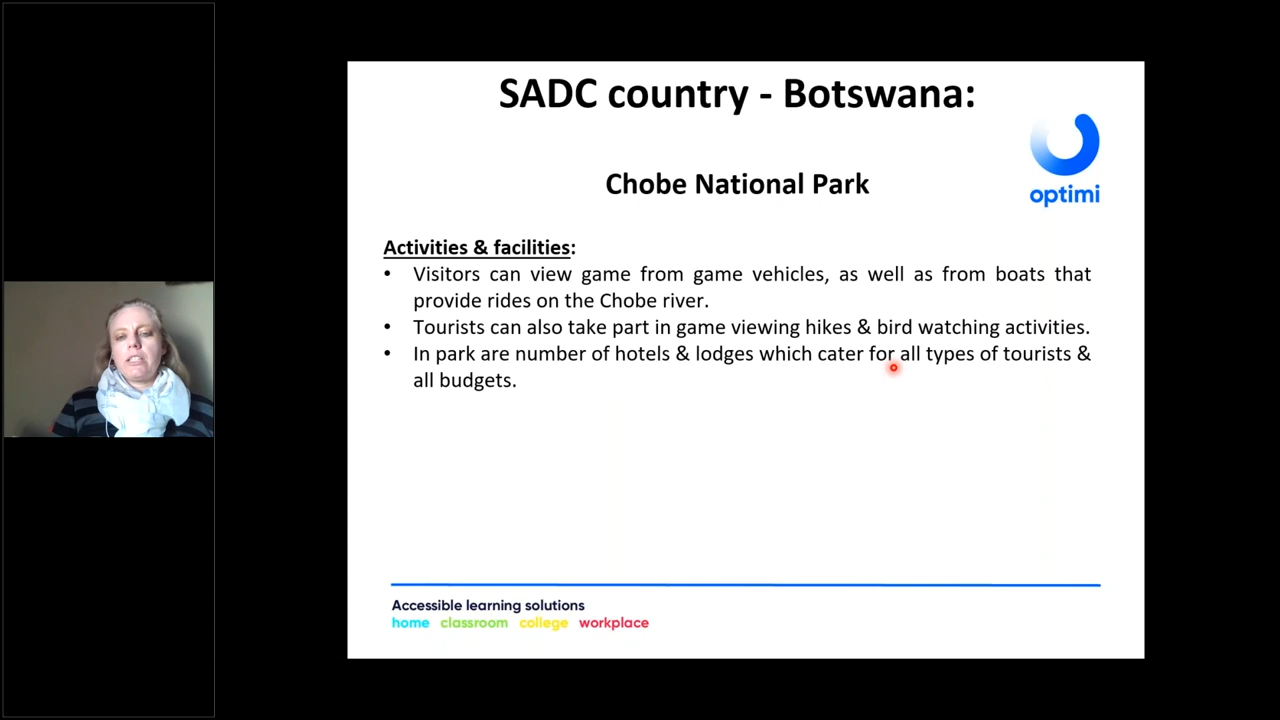 SADC country - Botswana:
optimi
Chobe National Park
Activities & facilities:
• Visitors can view game from game vehicles, as well as from boats that
provide rides on the Chobe river.
• Tourists can also take part in game viewing hikes & bird watching activities.
• In park are number of hotels & lodges which cater for all types of tourists &
all budgets.
Accessible learning solutions
home classroom college workplace